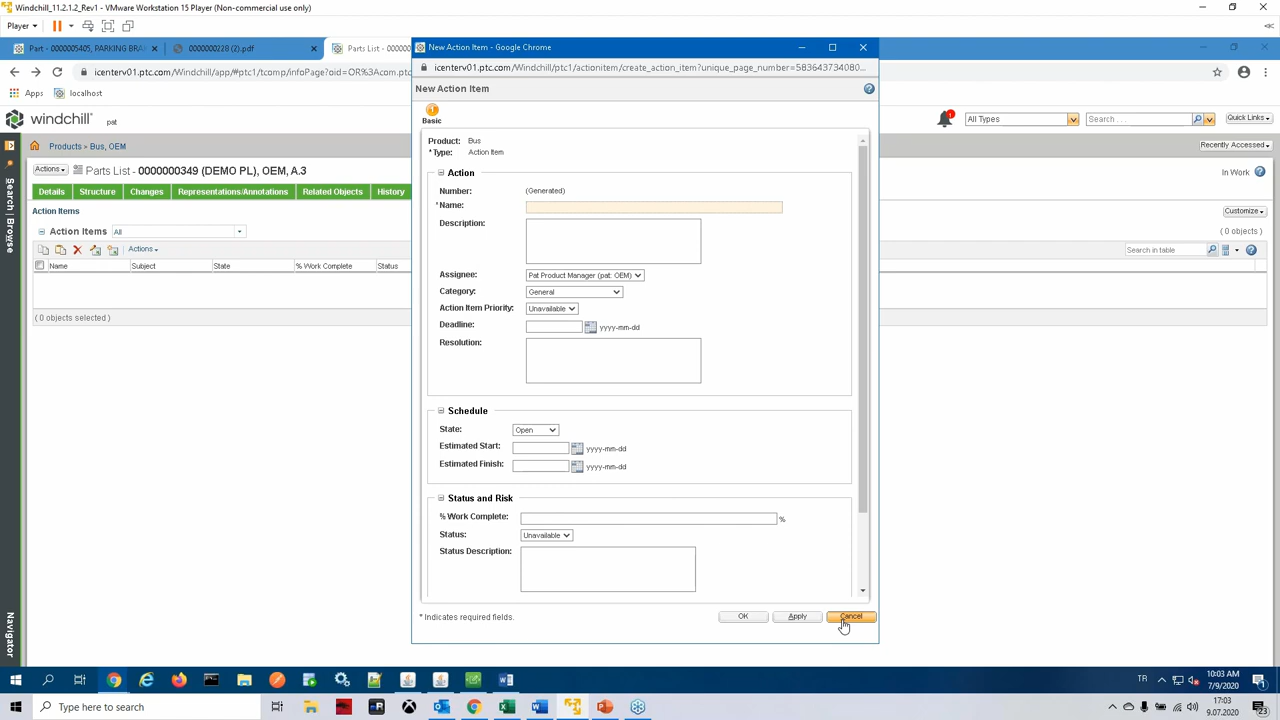 Windchill_11.2.1.2_Rev1 - VMware Workstation 15 Player (Non-commercial use only)
Player
Part - 0000005405, PARKING BRA
0000000228 (2).pdf
Parts List - 0000000
New Action Item - Google Chrome
icenterv01.ptc.com/Windchill/app/#ptc1/tcomp/infoPage?oid=OR%3acom.ptc
icenterv01.ptc.com/Windchill/ptc1/actionitem/create_action_item?unique_page_number=583643734080...
Apps
localhost
New Action Item
windchill
pat
1
All Types
Search . . .
Quick Links
Basic
Products > Bus, OEM
Recently Accessed
Product: Bus
*Type: Action Item
Actions
Parts List - 0000000349 (DEMO PL), OEM, A.3
In Work
Action
Details
Structure
Changes
Representations/Annotations
Related Objects
History
Number: (Generated)
*Name:
Action Items
Customize
Description:
Action Items
All
( 0 objects )
Actions
Search in table
Name
Subject
State
% Work Complete
Status
Assignee: Pat Product Manager (pat: OEM)
Category: General
Action Item Priority: Unavailable
( 0 objects selected )
Deadline: yyyy-mm-dd
Resolution:
Schedule
State: Open
Estimated Start: yyyy-mm-dd
Estimated Finish: yyyy-mm-dd
Status and Risk
% Work Complete: %
Status: Unavailable
Status Description:
* Indicates required fields.
OK
Apply
Cancel
Search | Browse
Navigator
TR
10:03 AM
7/9/2020
1
Type here to search
17:03
9.07.2020
23